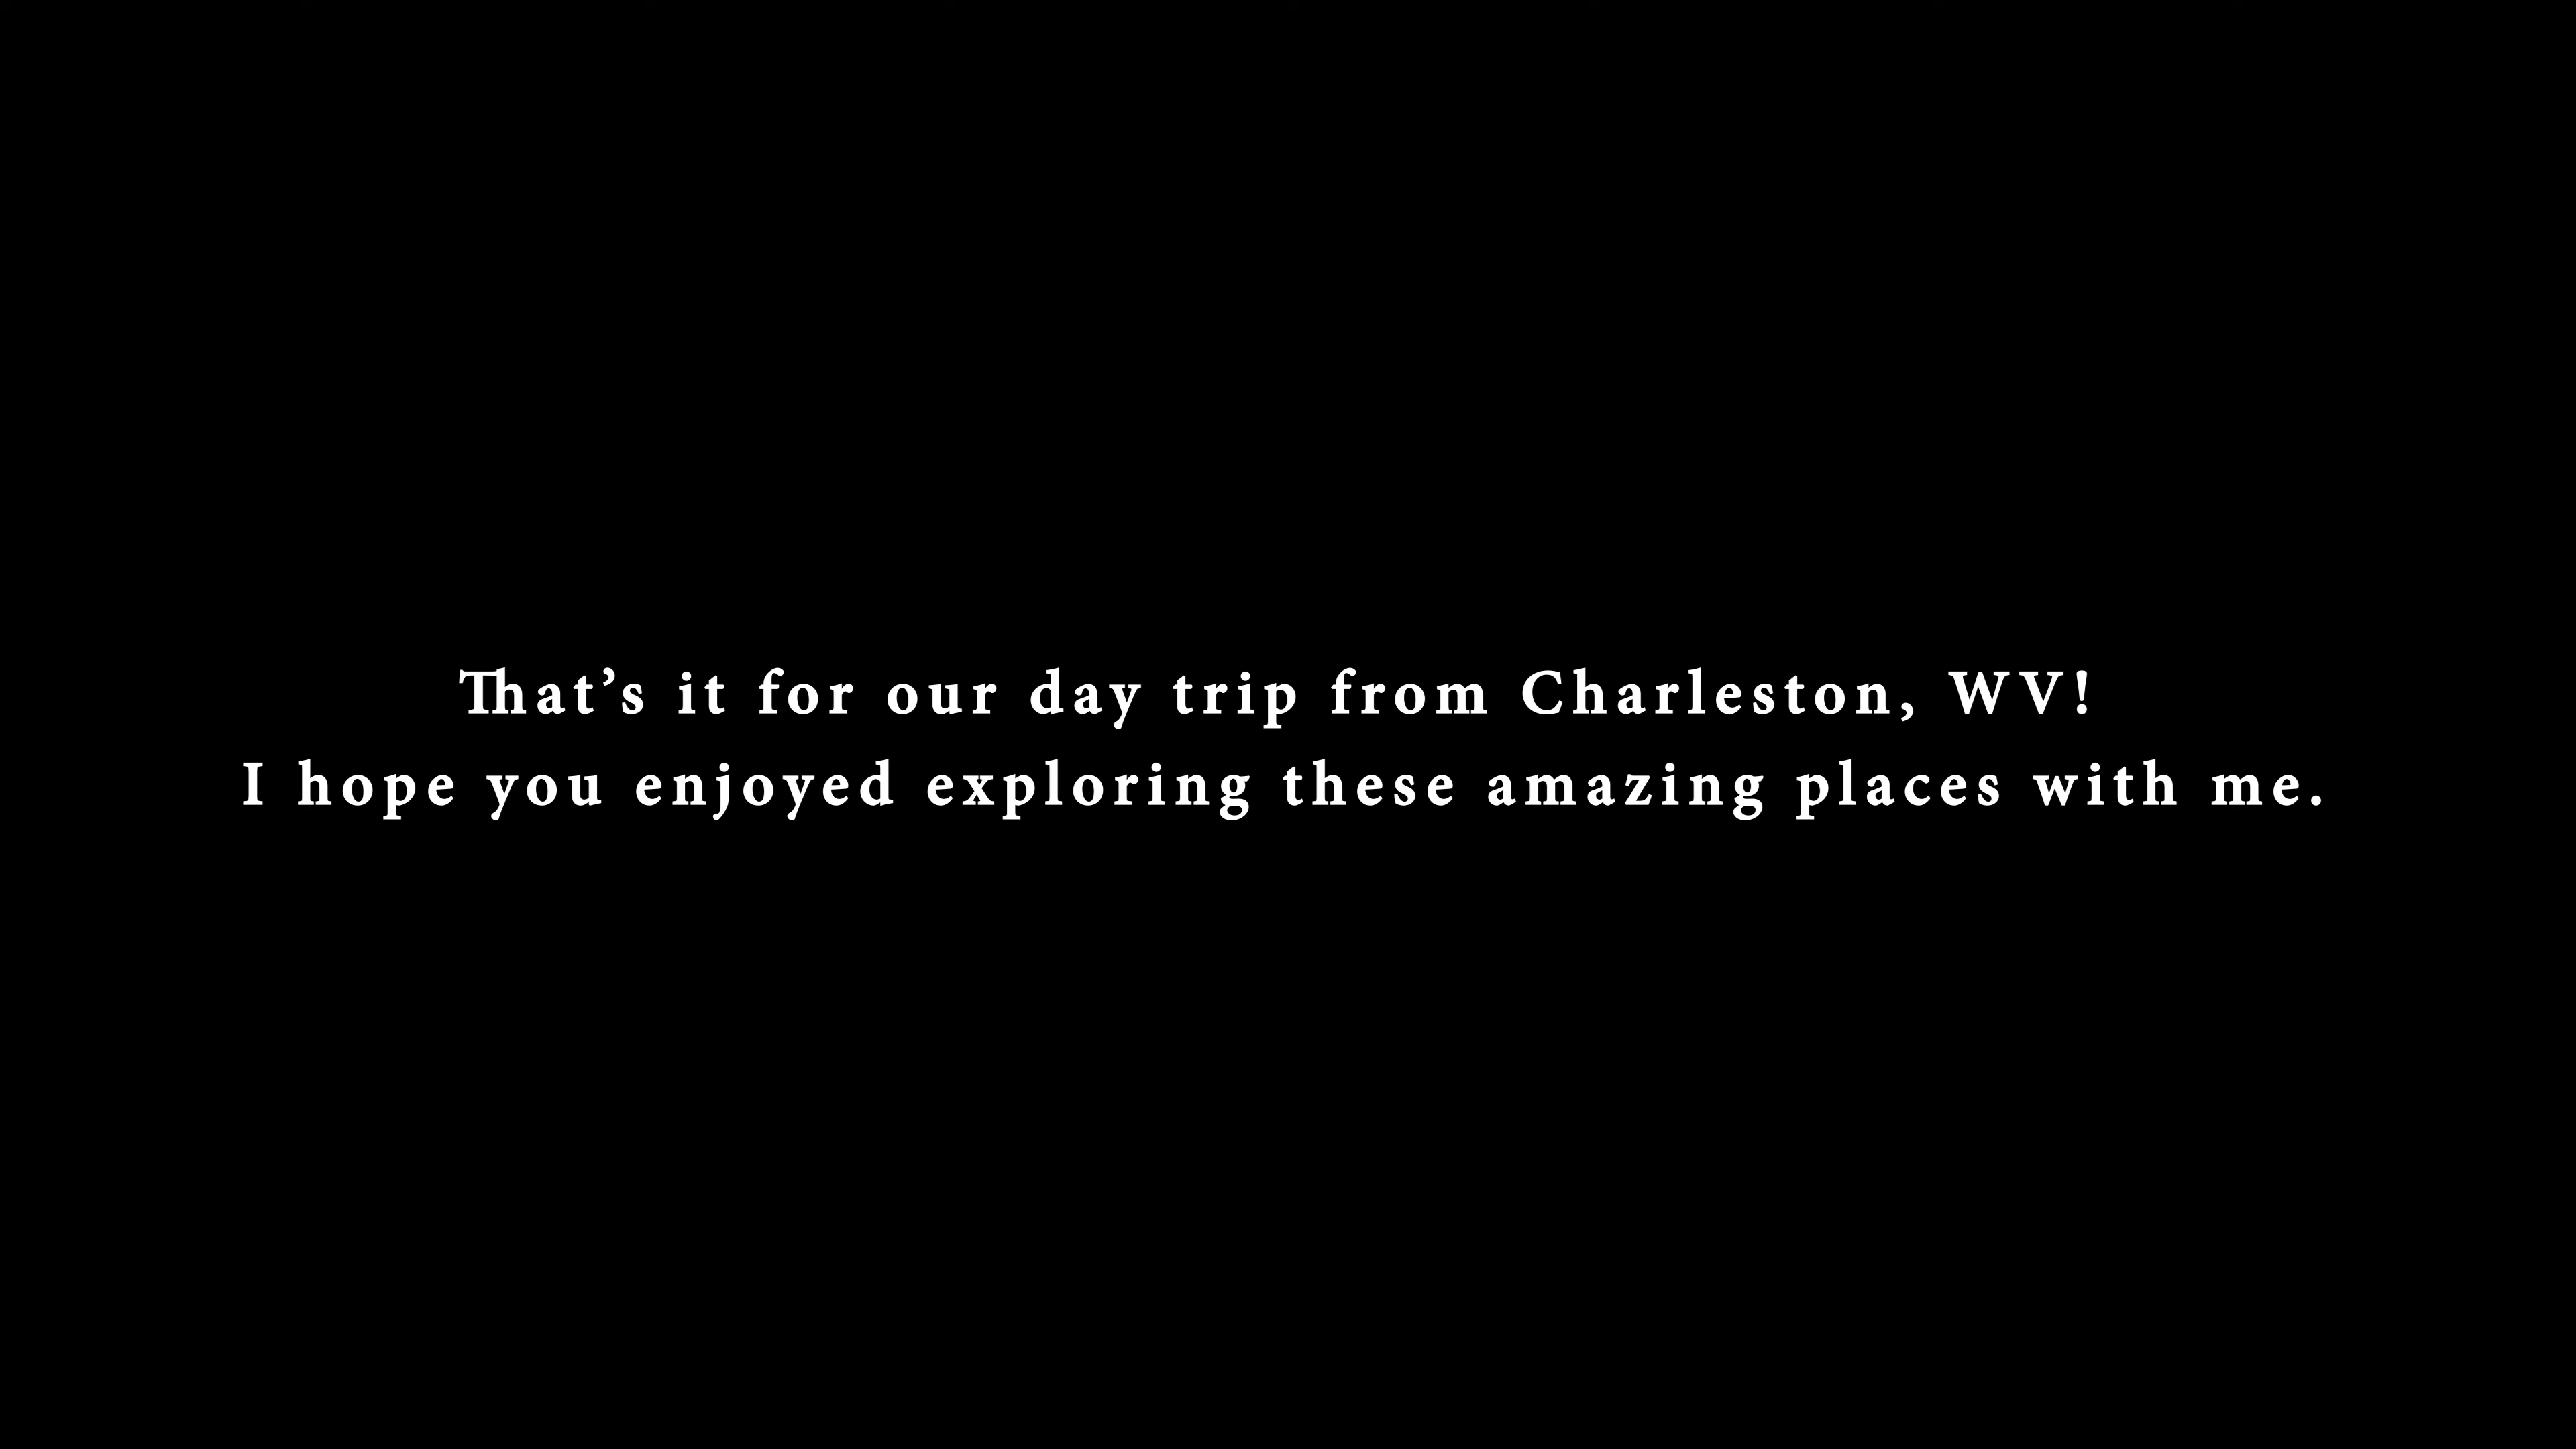 That’s it for our day trip from Charleston, WV!
I hope you enjoyed exploring these amazing places with me.